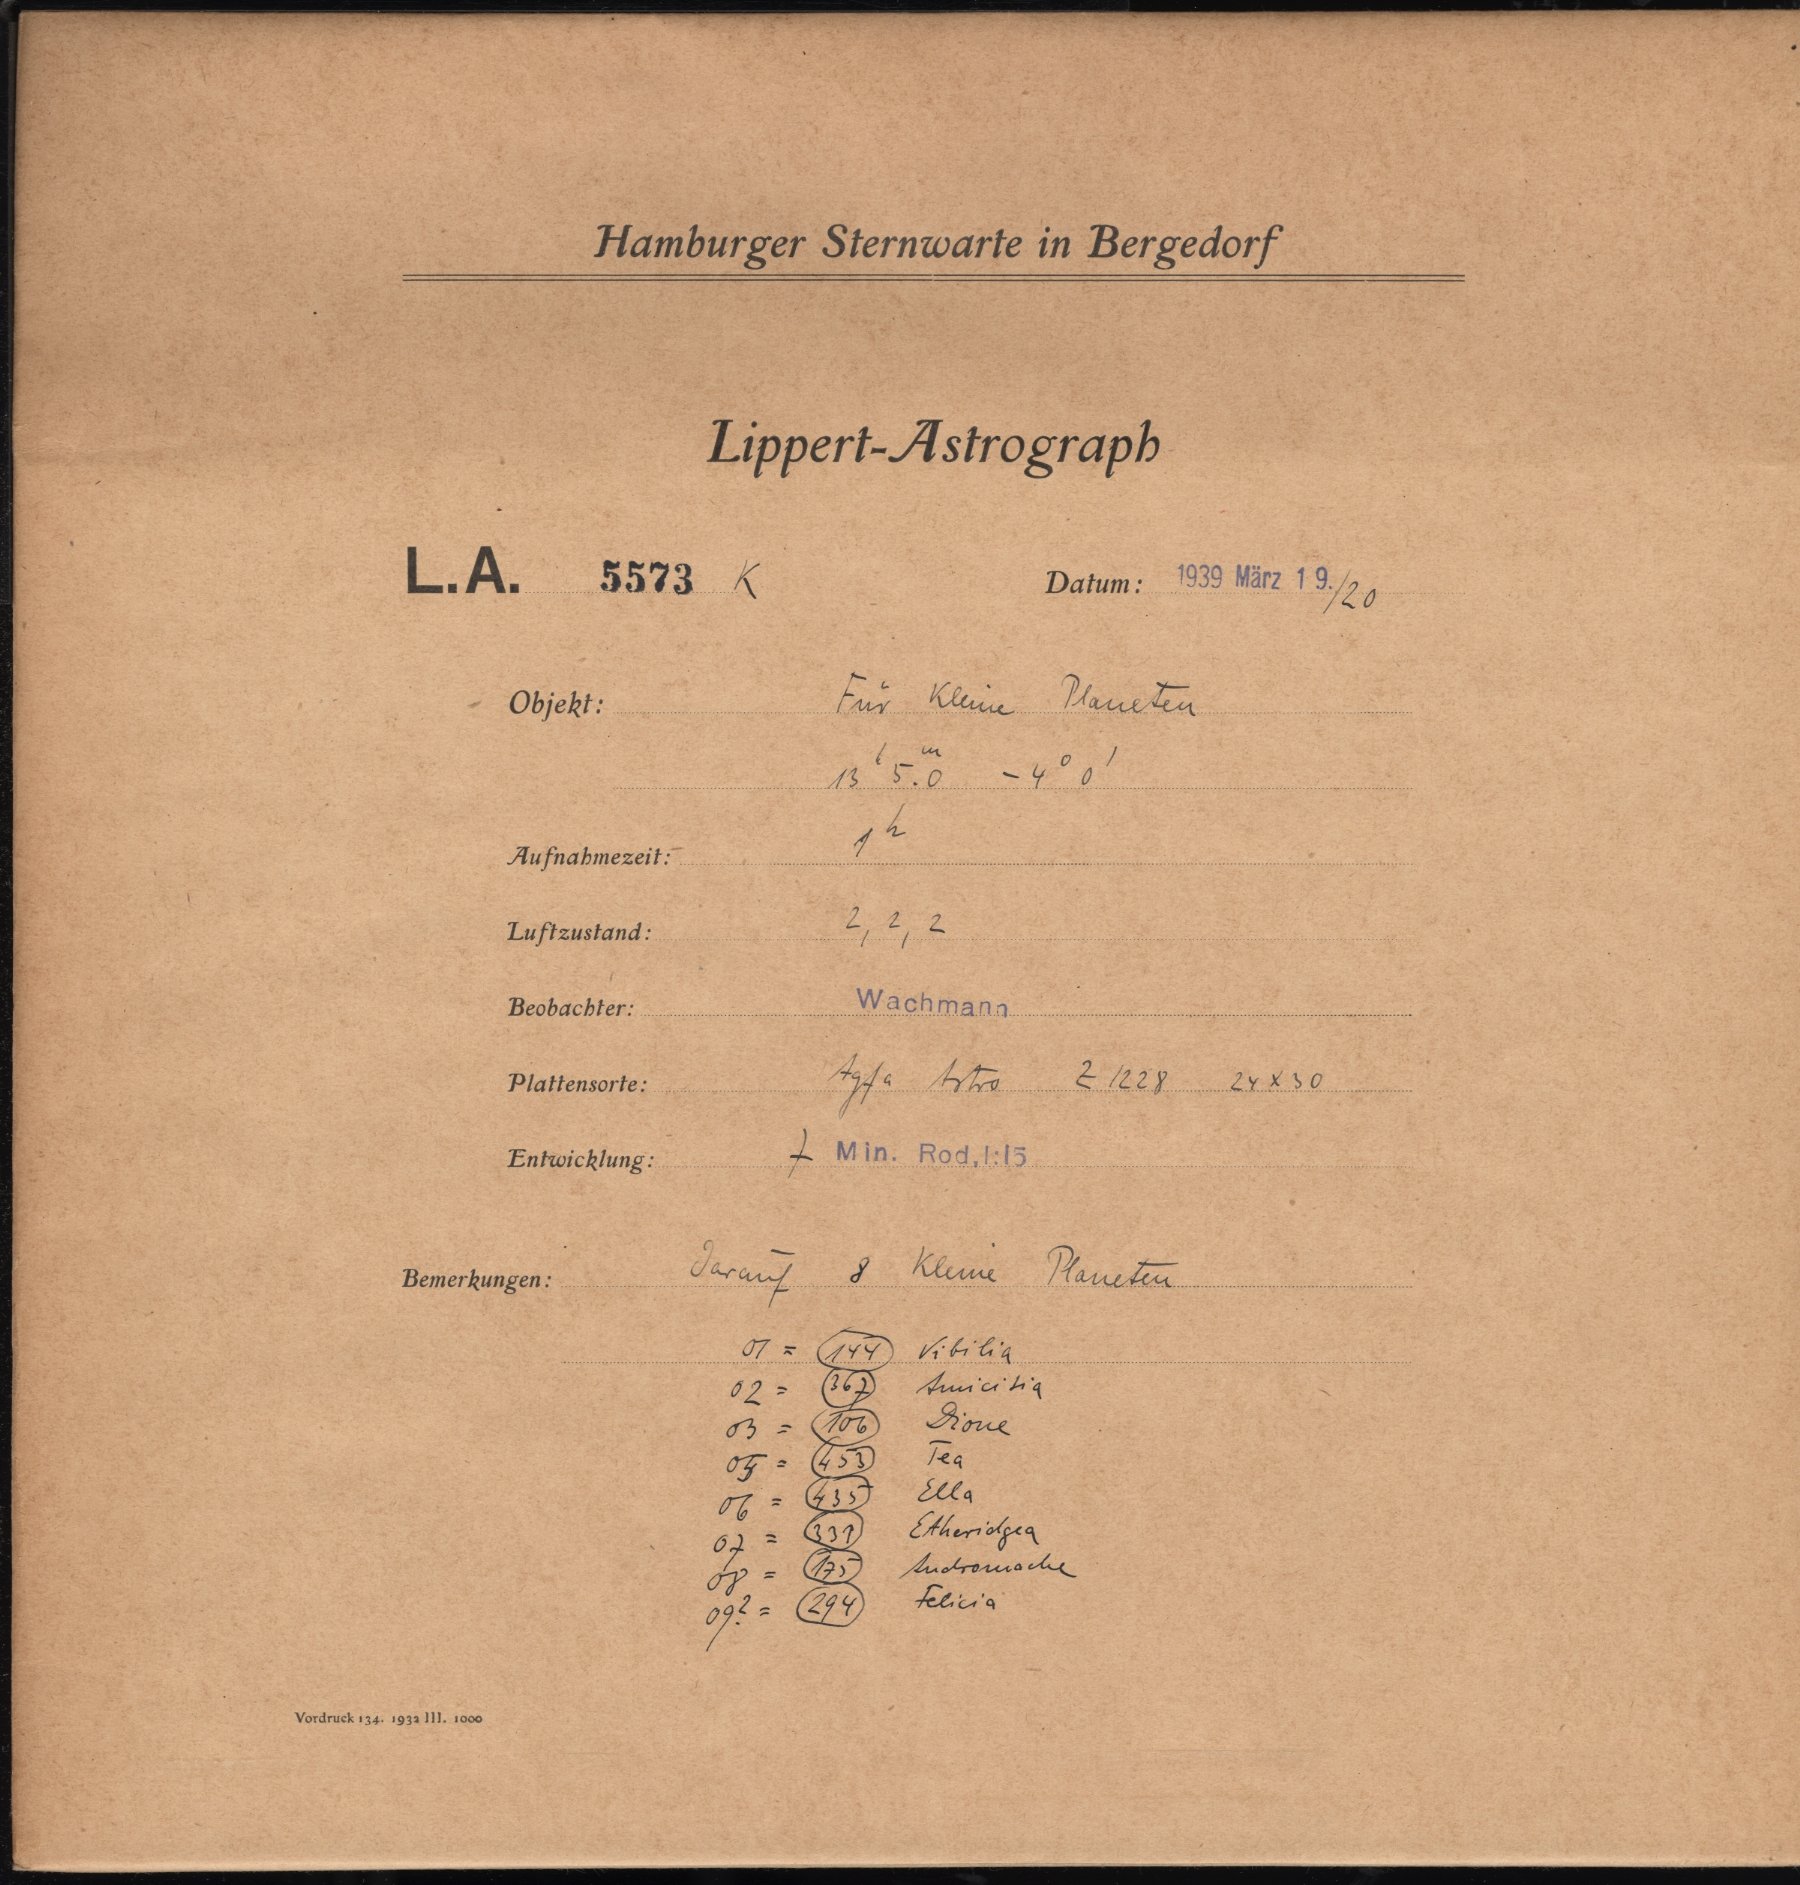 Hamburger Sternwarte in Bergedorf
Lippert-Astrograph
L.A. 5573 K Datum: 1939 März 19./20
Objekt: Für Kleine Planeten
13h 5.0m -4° 0'
Aufnahmezeit: 1h
Luftzustand: 2, 2, 2
Beobachter: Wachmann
Plattensorte: Agfa Astro Z 1228 24x30
Entwicklung: 7 Min. Rod, 1:15
Bemerkungen: Darauf 8 Kleine Planeten
01 = 144 Vibilia
02 = 367 Amicitia
03 = 106 Dione
05 = 453 Tea
06 = 435 Ella
07 = 331 Etheridgea
08 = 175 Andromache
09? = 294 Felicia
Vordruck 134. 1932 III. 1000